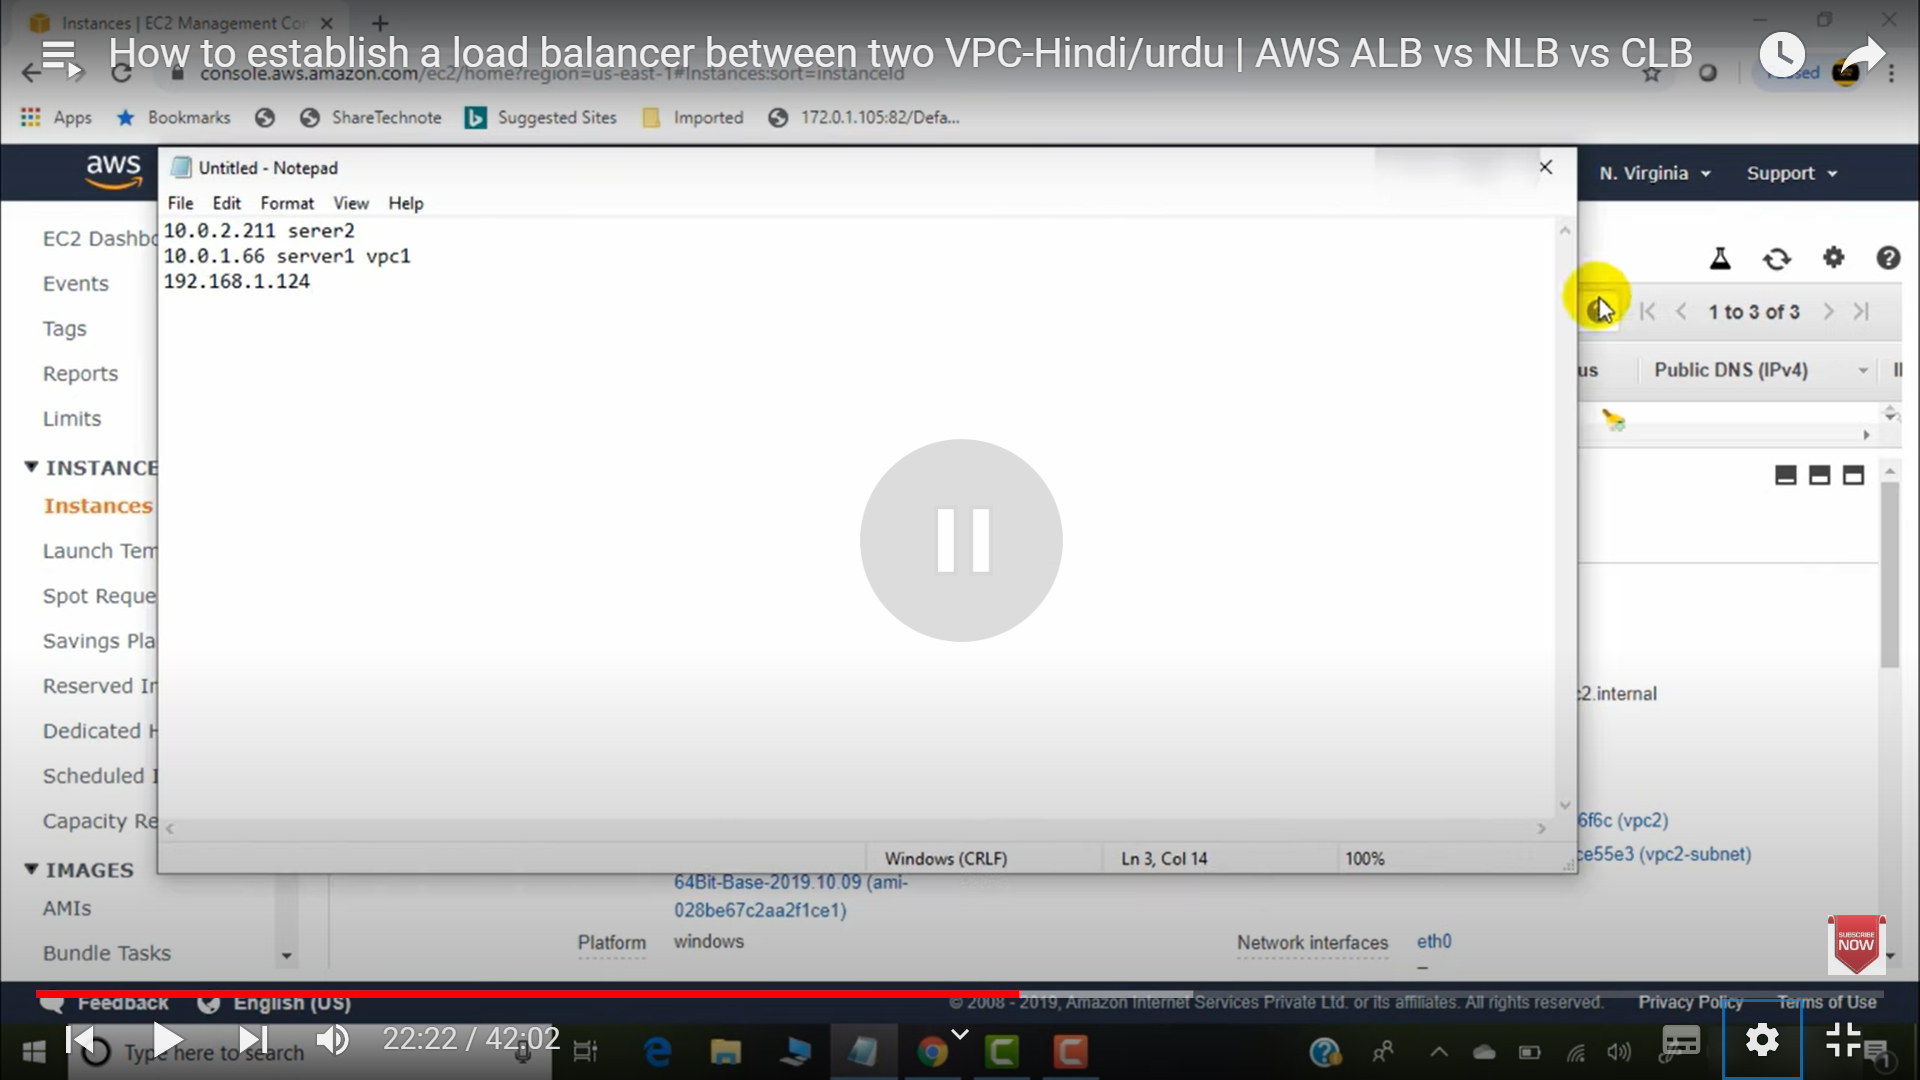 Instances | EC2 Management Con
How to establish a load balancer between two VPC-Hindi/urdu | AWS ALB vs NLB vs CLB
console.aws.amazon.com/ec2/home?region=us-east-1#Instances:sort=instanceId
Apps
Bookmarks
ShareTechnote
Suggested Sites
Imported
172.0.1.105:82/Defa...
aws
Untitled - Notepad
N. Virginia
Support
File Edit Format View Help
10.0.2.211 serer2
10.0.1.66 server1 vpc1
192.168.1.124
EC2 Dashbo
Events
Tags
Reports
Limits
INSTANCE
Instances
Launch Tem
Spot Reque
Savings Pla
Reserved In
Dedicated H
Scheduled I
Capacity Re
IMAGES
AMIs
Bundle Tasks
1 to 3 of 3
us
Public DNS (IPv4)
c2.internal
6f6c (vpc2)
ce55e3 (vpc2-subnet)
Windows (CRLF)
Ln 3, Col 14
100%
64Bit-Base-2019.10.09 (ami-
028be67c2aa2f1ce1)
Platform
windows
Network interfaces
eth0
SUBSCRIBE
NOW
Feedback
English (US)
© 2008 - 2019, Amazon Internet Services Private Ltd. or its affiliates. All rights reserved.
Privacy Policy
Terms of Use
Type here to search
22:22 / 42:02
1